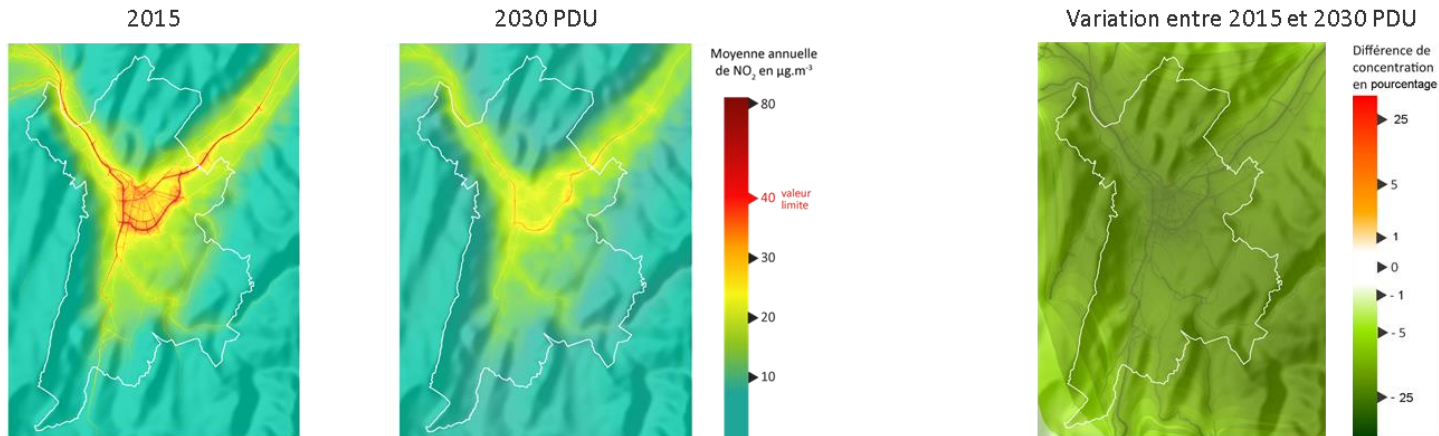 2015
2030 PDU
Variation entre 2015 et 2030 PDU
Moyenne annuelle
de NO₂ en µg.m⁻³
80
40 valeur
limite
30
20
10
Différence de
concentration
en pourcentage
25
5
1
0
- 1
- 5
- 25